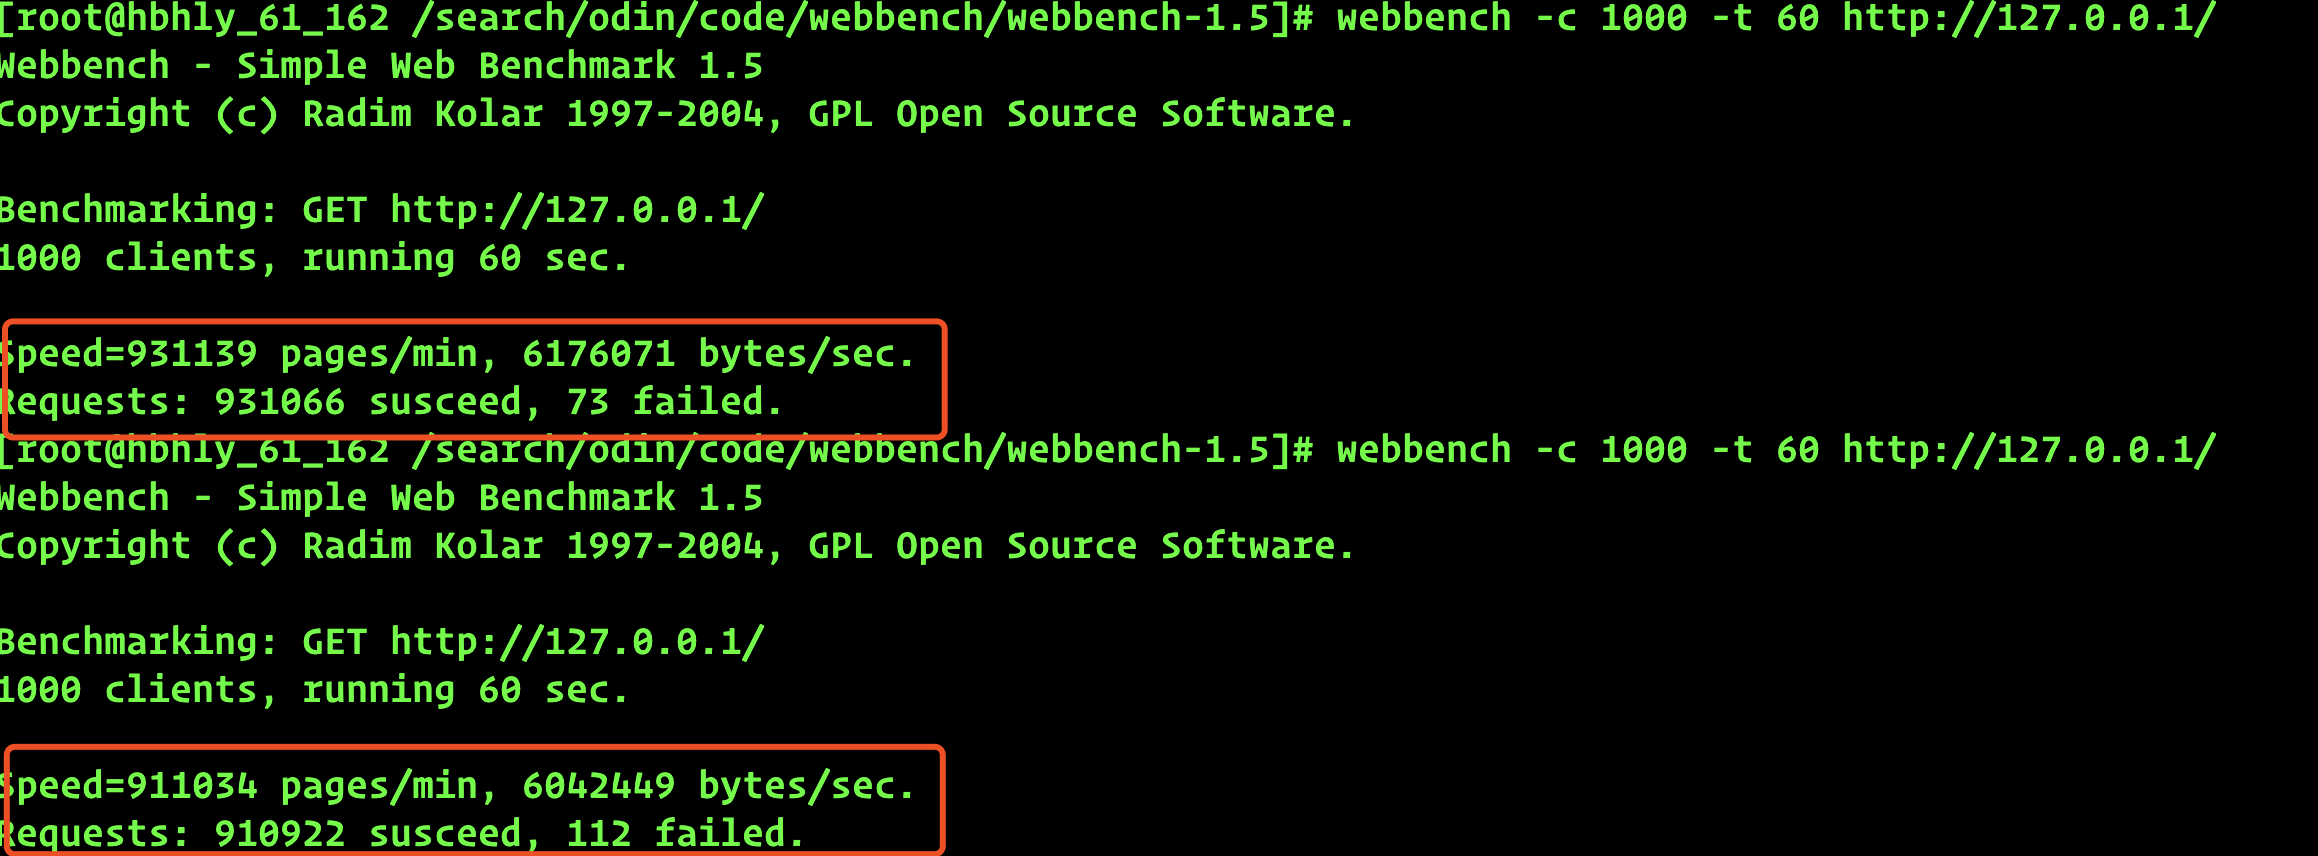 [root@hbhly_61_162 /search/odin/code/webbench/webbench-1.5]# webbench -c 1000 -t 60 http://127.0.0.1/
Webbench - Simple Web Benchmark 1.5
Copyright (c) Radim Kolar 1997-2004, GPL Open Source Software.
Benchmarking: GET http://127.0.0.1/
1000 clients, running 60 sec.
Speed=931139 pages/min, 6176071 bytes/sec.
Requests: 931066 susceed, 73 failed.
[root@hbhly_61_162 /search/odin/code/webbench/webbench-1.5]# webbench -c 1000 -t 60 http://127.0.0.1/
Webbench - Simple Web Benchmark 1.5
Copyright (c) Radim Kolar 1997-2004, GPL Open Source Software.
Benchmarking: GET http://127.0.0.1/
1000 clients, running 60 sec.
Speed=911034 pages/min, 6042449 bytes/sec.
Requests: 910922 susceed, 112 failed.